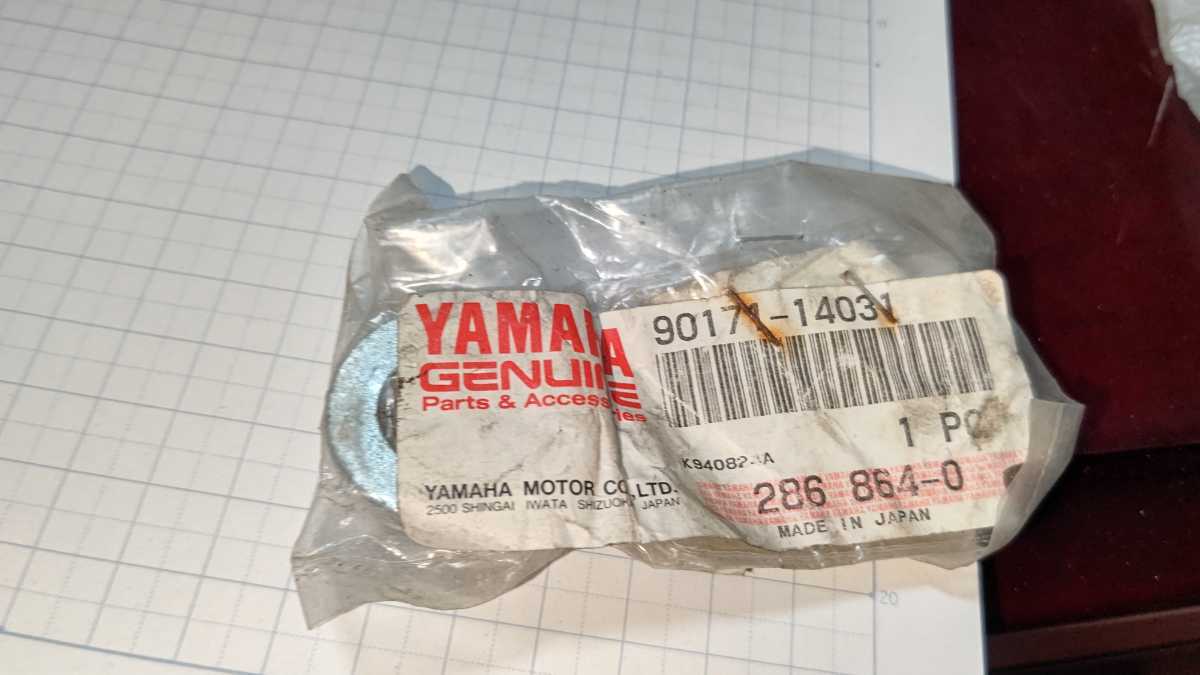 YAMAHA
GENUINE
Parts & Accessories
90171-14031
1 PC
286 864-0
MADE IN JAPAN
YAMAHA MOTOR CO.,LTD.
2500 SHINGAI IWATA SHIZUOKA JAPAN
20